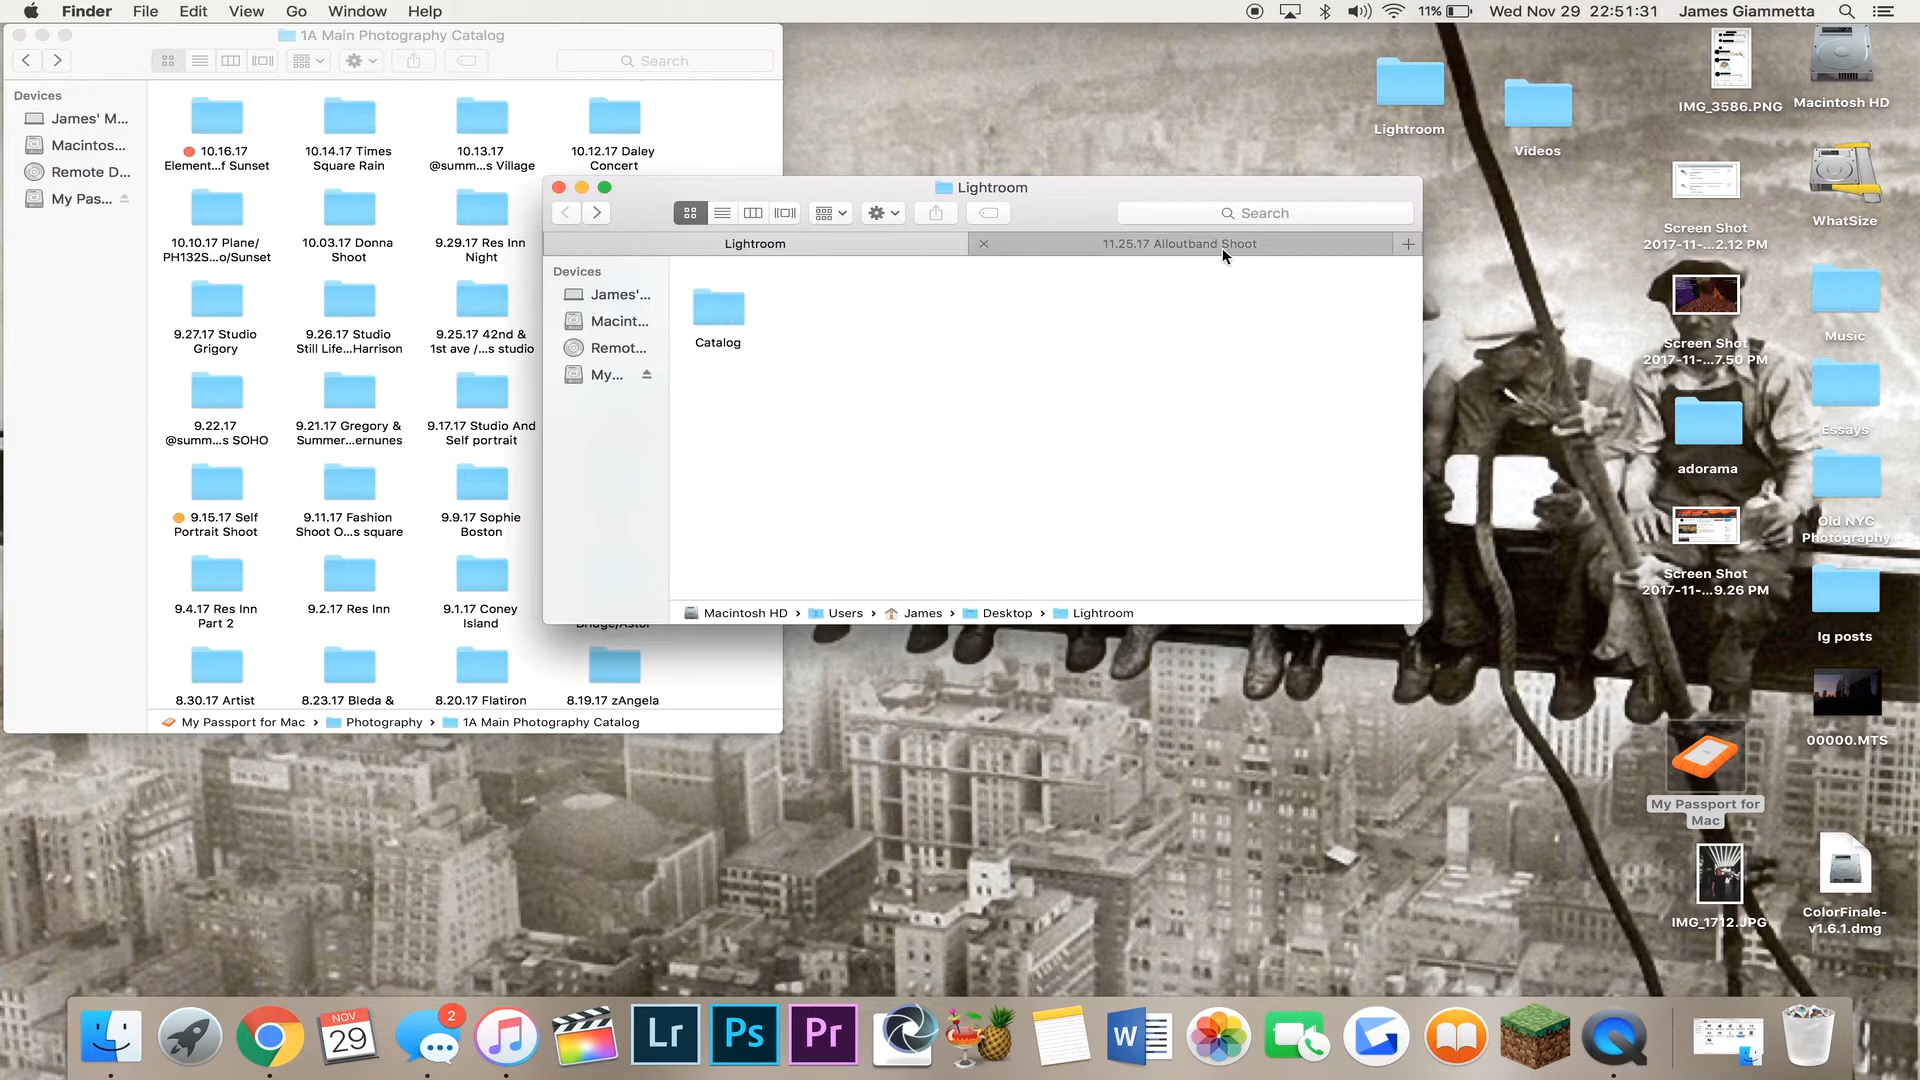 Finder File Edit View Go Window Help
11% Wed Nov 29 22:51:31 James Giammetta
1A Main Photography Catalog
Search
Devices
James' M...
Macintos...
Remote D...
My Pas...
10.16.17
Element...f Sunset
10.14.17 Times
Square Rain
10.13.17
@summ...s Village
10.12.17 Daley
Concert
10.10.17 Plane/
PH132S...o/Sunset
10.03.17 Donna
Shoot
9.29.17 Res Inn
Night
9.27.17 Studio
Grigory
9.26.17 Studio
Still Life...Harrison
9.25.17 42nd &
1st ave /...s studio
9.22.17
@summ...s SOHO
9.21.17 Gregory &
Summer...ernunes
9.17.17 Studio And
Self portrait
9.15.17 Self
Portrait Shoot
9.11.17 Fashion
Shoot O...s square
9.9.17 Sophie
Boston
9.4.17 Res Inn
Part 2
9.2.17 Res Inn
9.1.17 Coney
Island
8.30.17 Artist
8.23.17 Bleda &
8.20.17 Flatiron
8.19.17 zAngela
My Passport for Mac › Photography › 1A Main Photography Catalog
Lightroom
Search
Lightroom
11.25.17 Alloutband Shoot
Devices
James'...
Macint...
Remot...
My...
Catalog
Macintosh HD › Users › James › Desktop › Lightroom
Lightroom
Videos
IMG_3586.PNG
Macintosh HD
Screen Shot
2017-11-...2.12 PM
WhatSize
Screen Shot
2017-11-...7.50 PM
Music
adorama
Essays
Old NYC
Photography
Screen Shot
2017-11-...9.26 PM
Ig posts
My Passport for
Mac
00000.MTS
IMG_1712.JPG
ColorFinale-
v1.6.1.dmg
NOV
29
2
Lr
Ps
Pr
W